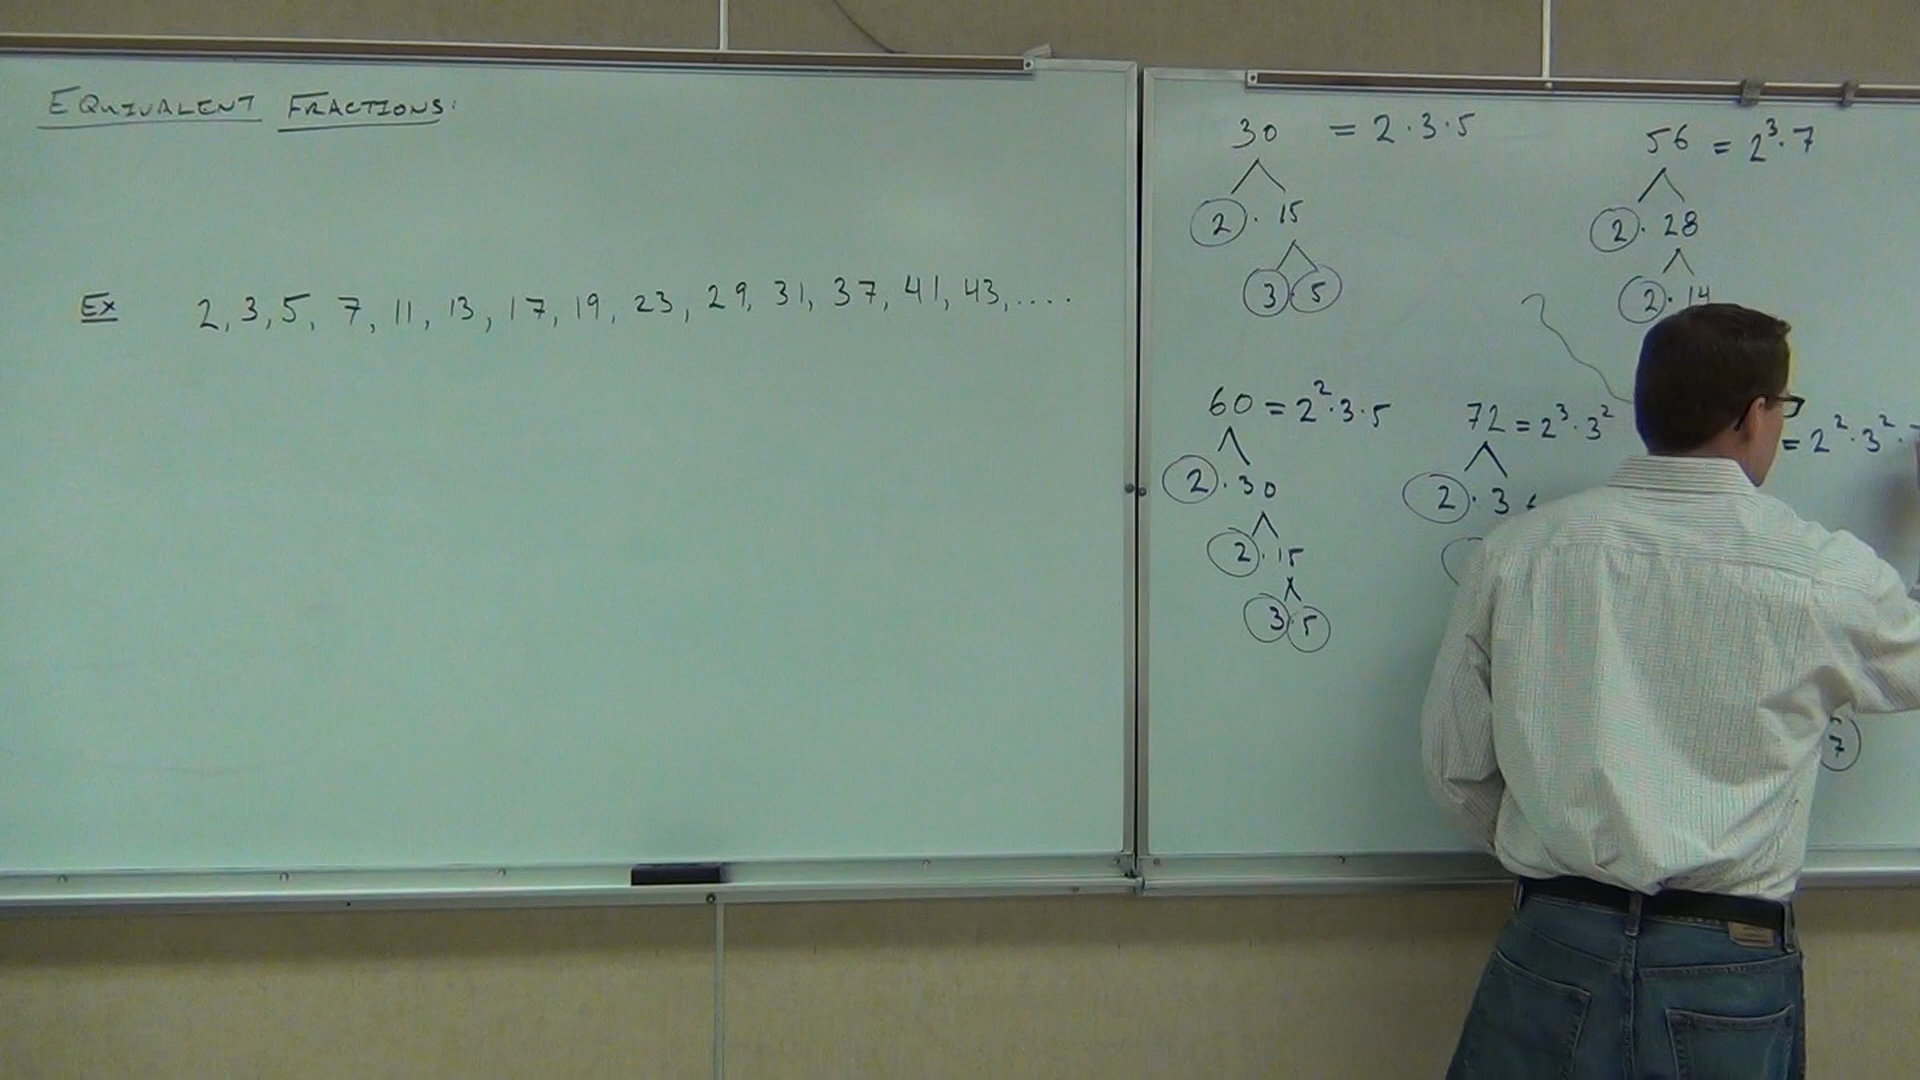 EQUIVALENT FRACTIONS:
Ex 2, 3, 5, 7, 11, 13, 17, 19, 23, 29, 31, 37, 41, 43, ....
30 = 2 · 3 · 5
2 · 15
3 · 5
56 = 2³ · 7
2 · 28
2 · 14
60 = 2² · 3 · 5
2 · 30
2 · 15
3 · 5
72 = 2³ · 3²
2 · 3
= 2² · 3² ·
7